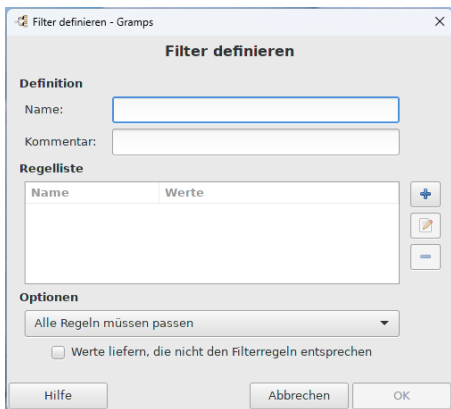 Filter definieren - Gramps
Filter definieren
Definition
Name:
Kommentar:
Regelliste
Name Werte
Optionen
Alle Regeln müssen passen
Werte liefern, die nicht den Filterregeln entsprechen
Hilfe Abbrechen OK